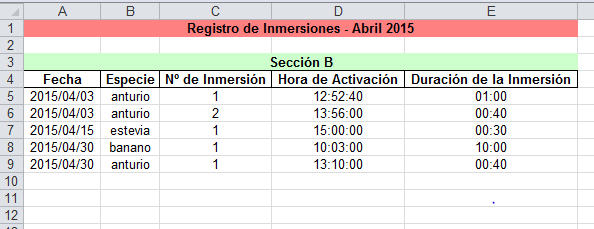 A B C D E
1 Registro de Inmersiones - Abril 2015
2
3 Sección B
4 Fecha Especie Nº de Inmersión Hora de Activación Duración de la Inmersión
5 2015/04/03 anturio 1 12:52:40 01:00
6 2015/04/03 anturio 2 13:56:00 00:40
7 2015/04/15 estevia 1 15:00:00 00:30
8 2015/04/30 banano 1 10:03:00 10:00
9 2015/04/30 anturio 1 13:10:00 00:40
10
11 .
12